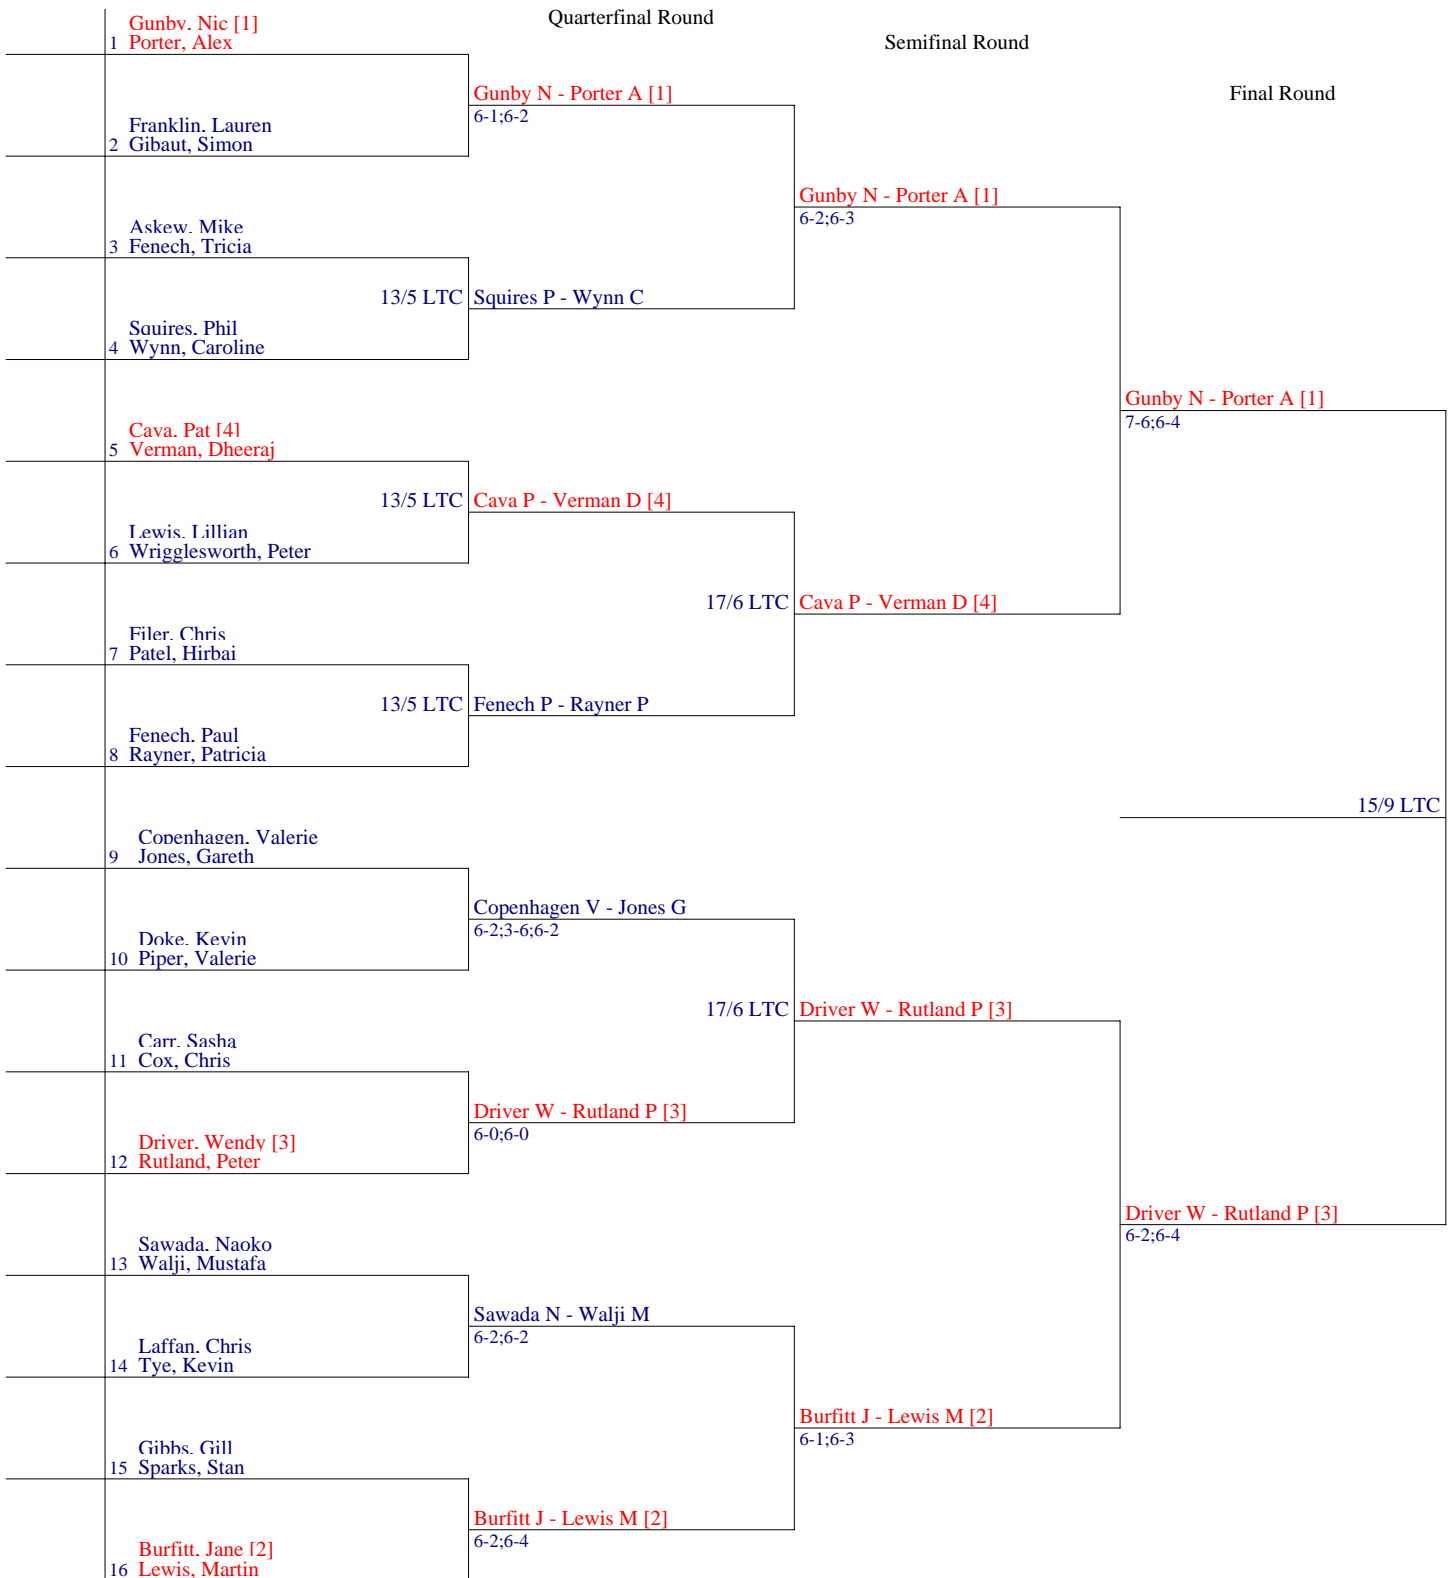 Quarterfinal Round
Semifinal Round
Final Round
Gunby, Nic [1]
1 Porter, Alex
Gunby N - Porter A [1]
6-1;6-2
Franklin, Lauren
2 Gibaut, Simon
Gunby N - Porter A [1]
6-2;6-3
Askew, Mike
3 Fenech, Tricia
13/5 LTC Squires P - Wynn C
Squires, Phil
4 Wynn, Caroline
Gunby N - Porter A [1]
7-6;6-4
Cava, Pat [4]
5 Verman, Dheeraj
13/5 LTC Cava P - Verman D [4]
Lewis, Lillian
6 Wrigglesworth, Peter
17/6 LTC Cava P - Verman D [4]
Filer, Chris
7 Patel, Hirbai
13/5 LTC Fenech P - Rayner P
Fenech, Paul
8 Rayner, Patricia
15/9 LTC
Copenhagen, Valerie
9 Jones, Gareth
Copenhagen V - Jones G
6-2;3-6;6-2
Doke, Kevin
10 Piper, Valerie
17/6 LTC Driver W - Rutland P [3]
Carr, Sasha
11 Cox, Chris
Driver W - Rutland P [3]
6-0;6-0
Driver, Wendy [3]
12 Rutland, Peter
Driver W - Rutland P [3]
6-2;6-4
Sawada, Naoko
13 Walji, Mustafa
Sawada N - Walji M
6-2;6-2
Laffan, Chris
14 Tye, Kevin
Burfitt J - Lewis M [2]
6-1;6-3
Gibbs, Gill
15 Sparks, Stan
Burfitt J - Lewis M [2]
6-2;6-4
Burfitt, Jane [2]
16 Lewis, Martin